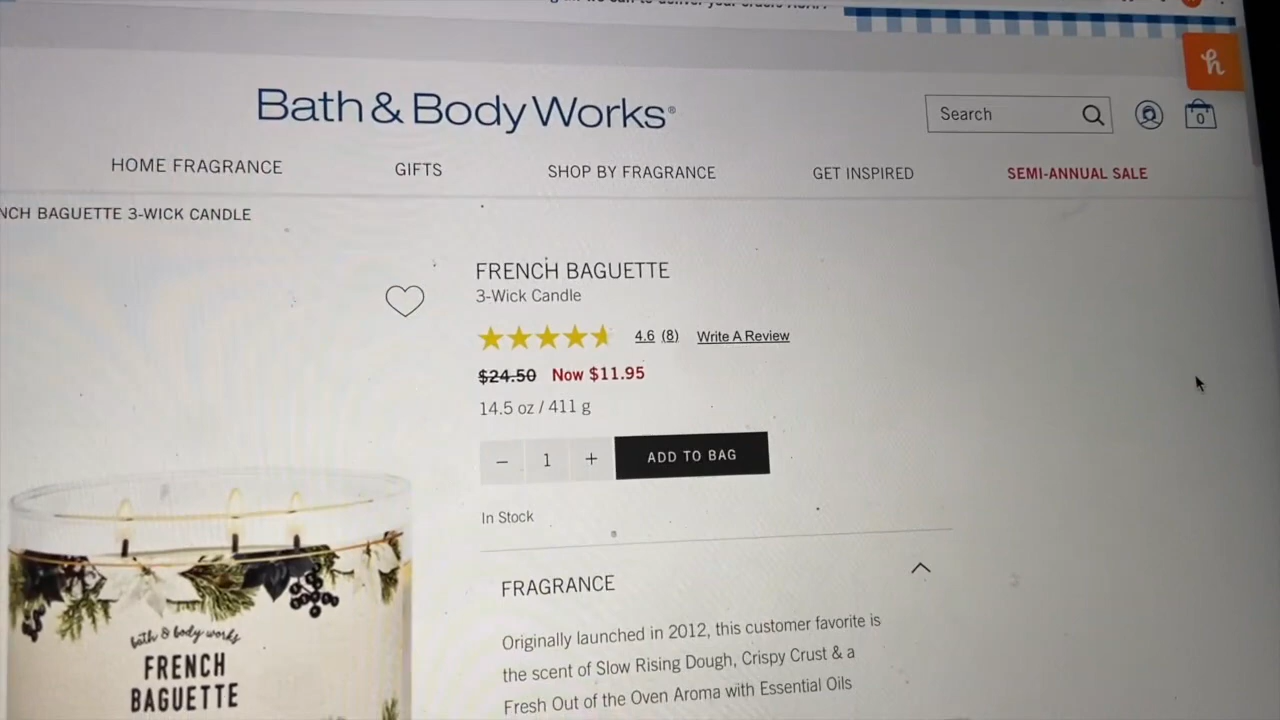 Bath & Body Works®
Search
0
HOME FRAGRANCE
GIFTS
SHOP BY FRAGRANCE
GET INSPIRED
SEMI-ANNUAL SALE
BAGUETTE 3-WICK CANDLE
FRENCH BAGUETTE
3-Wick Candle
4.6 (8) Write A Review
$24.50 Now $11.95
14.5 oz / 411 g
− 1 + ADD TO BAG
In Stock
FRAGRANCE
Originally launched in 2012, this customer favorite is
the scent of Slow Rising Dough, Crispy Crust & a
Fresh Out of the Oven Aroma with Essential Oils
bath & body works
FRENCH
BAGUETTE